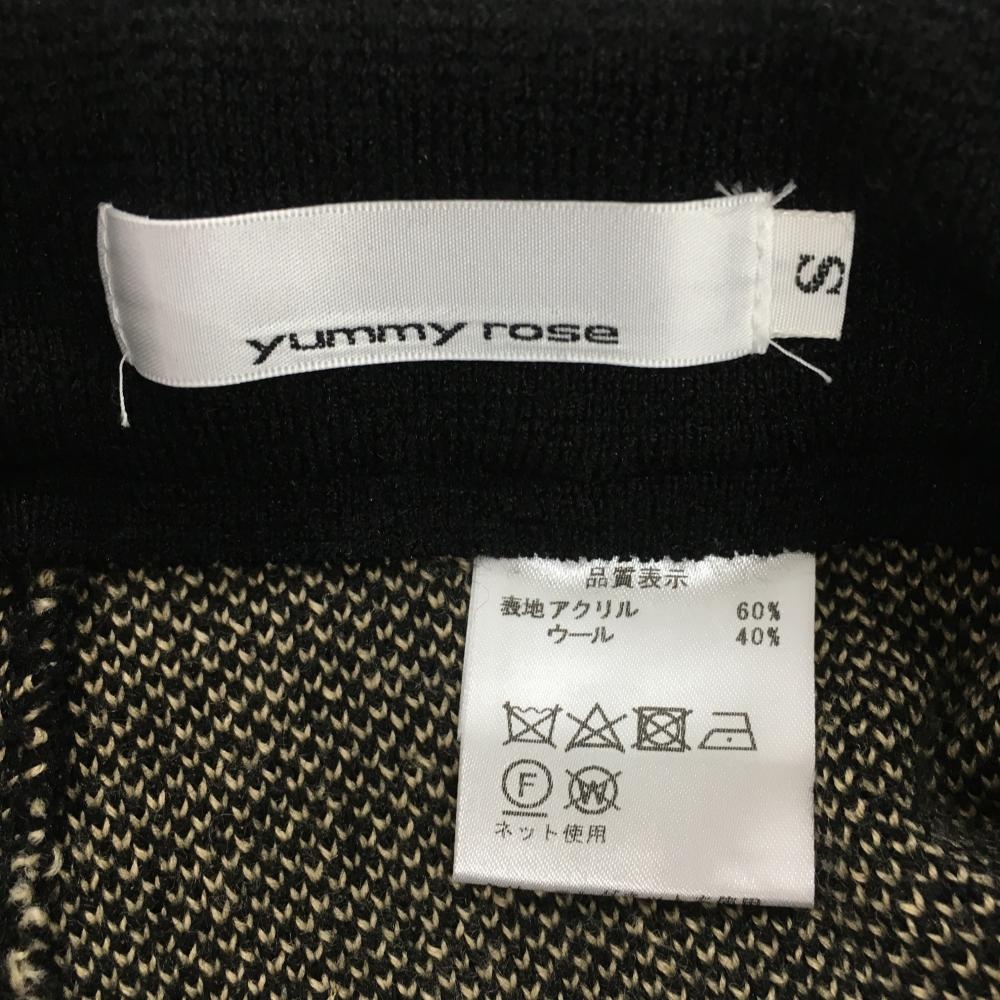 yummy rose
S
品質表示
表地アクリル 60%
ウール 40%
F
W
ネット使用